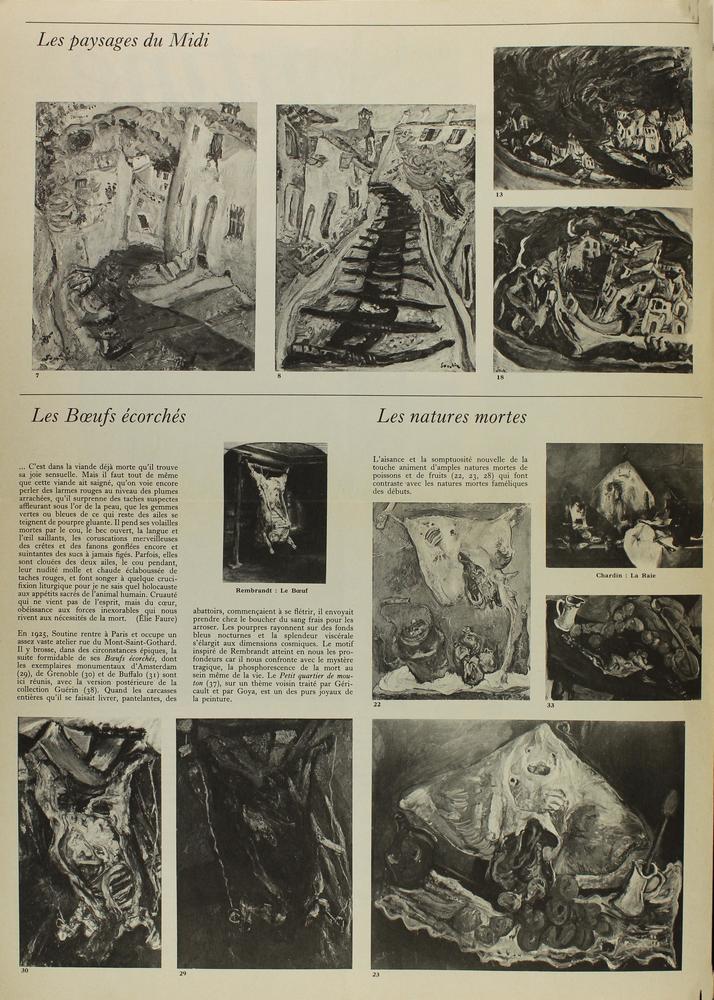 Les paysages du Midi
7
8
13
18
Les Bœufs écorchés
... C'est dans la viande déjà morte qu'il trouve
sa joie sensuelle. Mais il faut tout de même
que cette viande ait saigné, qu'on voie encore
perler des larmes rouges au niveau des plumes
arrachées, qu'il surprenne des taches suspectes
affleurant sous l'or de la peau, que les gemmes
vertes ou bleues de ce qui reste des ailes se
teignent de pourpre gluante. Il pend ses volailles
mortes par le cou, le bec ouvert, la langue et
l'œil saillants, les coruscations merveilleuses
des crêtes et des fanons gonflées encore et
suintantes des sucs à jamais figés. Parfois, elles
sont clouées des deux ailes, le cou pendant,
leur nudité molle et chaude éclaboussée de
taches rouges, et font songer à quelque cruci-
fixion liturgique pour je ne sais quel holocauste
aux appétits sacrés de l'animal humain. Cruauté
qui ne vient pas de l'esprit, mais du cœur,
obéissance aux forces inexorables qui nous
rivent aux nécessités de la mort. (Élie Faure)
En 1925, Soutine rentre à Paris et occupe un
assez vaste atelier rue du Mont-Saint-Gothard.
Il y brosse, dans des circonstances épiques, la
suite formidable de ses Bœufs écorchés, dont
les exemplaires monumentaux d'Amsterdam
(29), de Grenoble (30) et de Buffalo (31) sont
ici réunis, avec la version postérieure de la
collection Guérin (38). Quand les carcasses
entières qu'il se faisait livrer, pantelantes, des
Rembrandt : Le Bœuf
abattoirs, commençaient à se flétrir, il envoyait
prendre chez le boucher du sang frais pour les
arroser. Les pourpres rayonnent sur des fonds
bleus nocturnes et la splendeur viscérale
s'élargit aux dimensions cosmiques. Le motif
inspiré de Rembrandt atteint en nous les pro-
fondeurs car il nous confronte avec le mystère
tragique, la phosphorescence de la mort au
sein même de la vie. Le Petit quartier de mou-
ton (37), sur un thème voisin traité par Géri-
cault et par Goya, est un des purs joyaux de
la peinture.
Les natures mortes
L'aisance et la somptuosité nouvelle de la
touche animent d'amples natures mortes de
poissons et de fruits (22, 23, 28) qui font
contraste avec les natures mortes faméliques
des débuts.
Chardin : La Raie
22
33
30
29
23